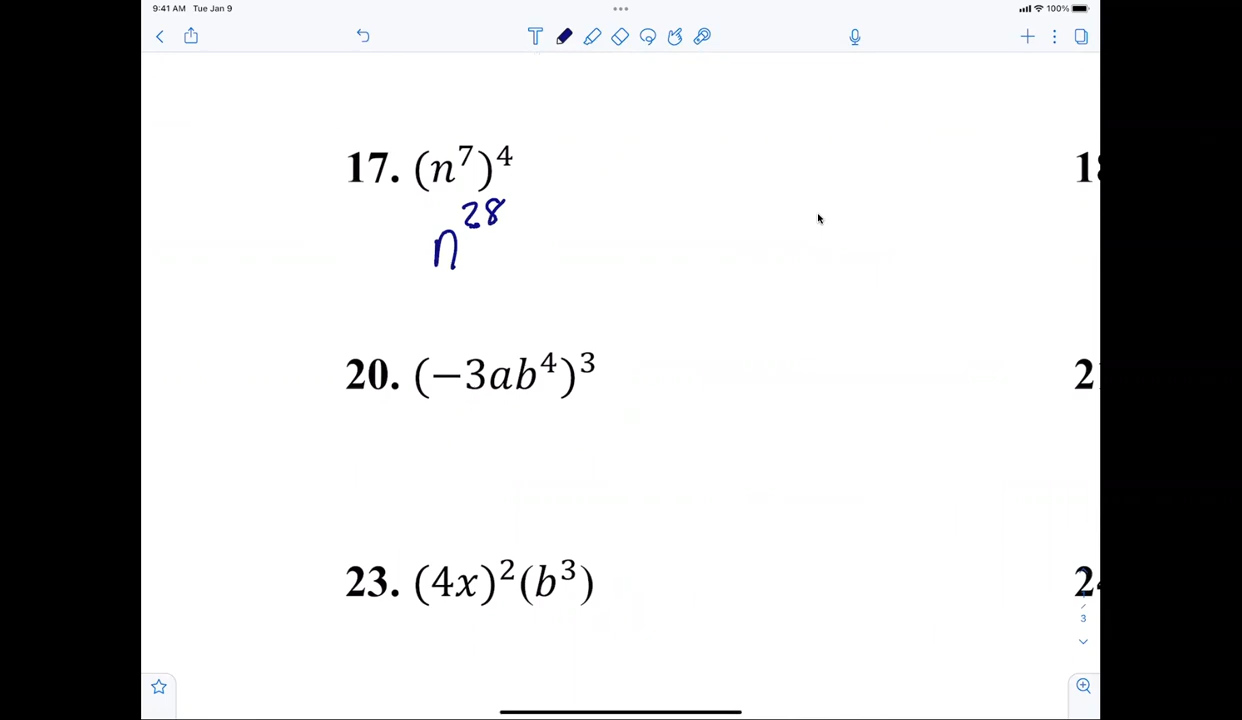 9:41 AM Tue Jan 9
100%
T
17. (n⁷)⁴
n²⁸
20. (−3ab⁴)³
23. (4x)²(b³)
3